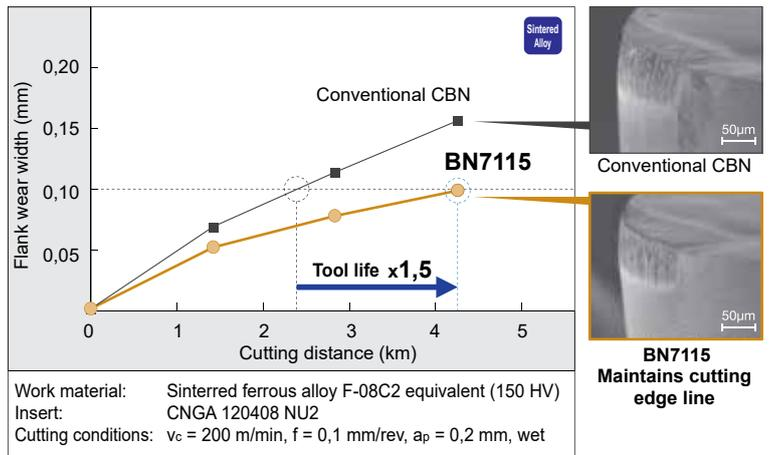 Sintered
Alloy
Flank wear width (mm)
0,20
0,15
0,10
0,05
Conventional CBN
BN7115
Tool life x1,5
0 1 2 3 4 5
Cutting distance (km)
50µm
Conventional CBN
50µm
BN7115
Maintains cutting
edge line
Work material: Sinterred ferrous alloy F-08C2 equivalent (150 HV)
Insert: CNGA 120408 NU2
Cutting conditions: vc = 200 m/min, f = 0,1 mm/rev, ap = 0,2 mm, wet